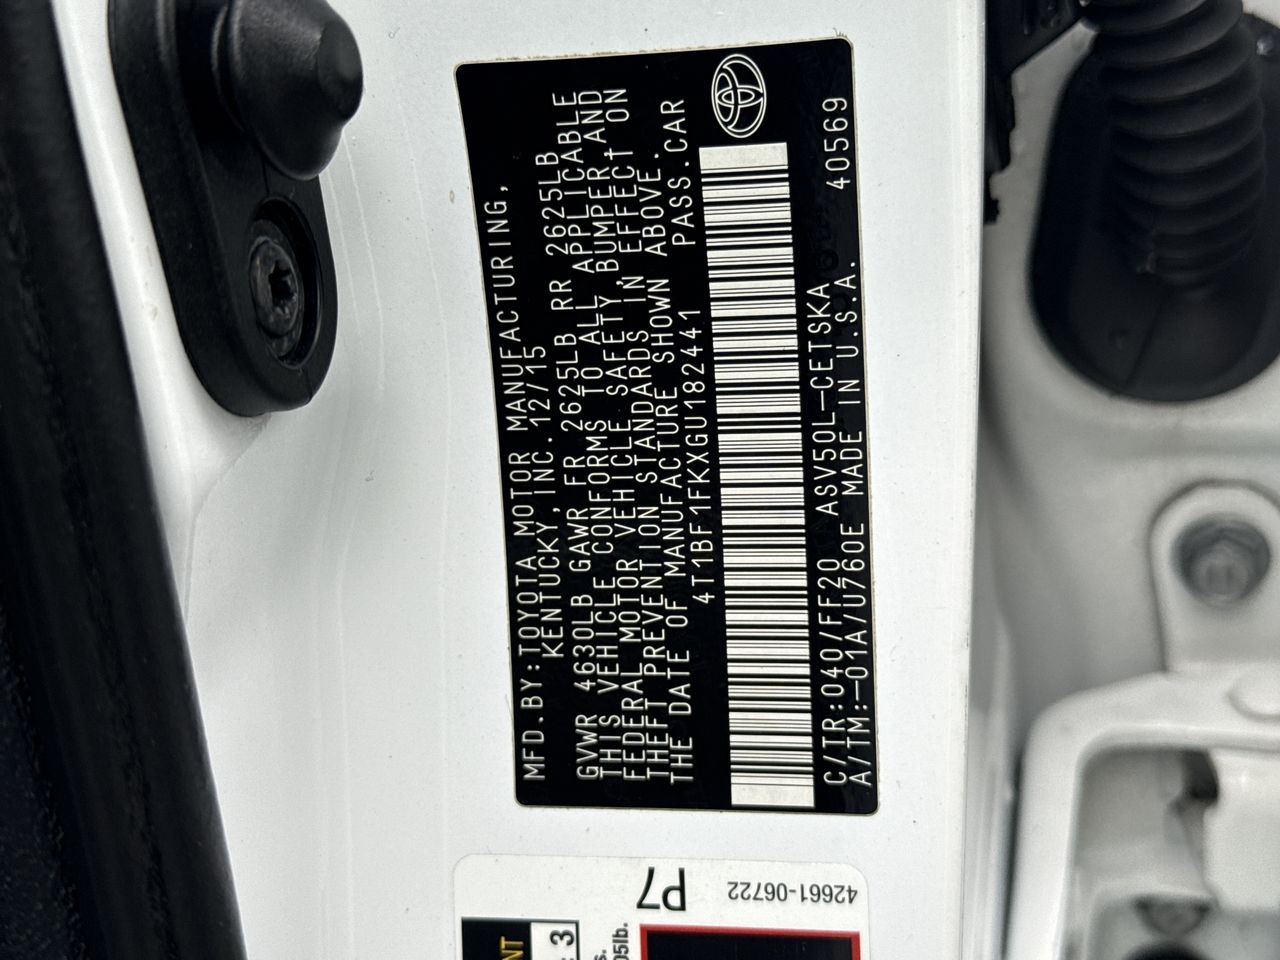 MFD.BY:TOYOTA MOTOR MANUFACTURING,
KENTUCKY,INC. 12/15
GVWR 4630LB GAWR FR 2625LB RR 2625LB
THIS VEHICLE CONFORMS TO ALL APPLICABLE
FEDERAL MOTOR VEHICLE SAFETY,BUMPER,AND
THEFT PREVENTION STANDARDS IN EFFECT ON
THE DATE OF MANUFACTURE SHOWN ABOVE.
4T1BF1FKXGU182441 PASS.CAR
C/TR:040/FF20 ASV50L-CETSKA 40569
A/TM:-01A/U760E MADE IN U.S.A.
P7
42661-06722
3